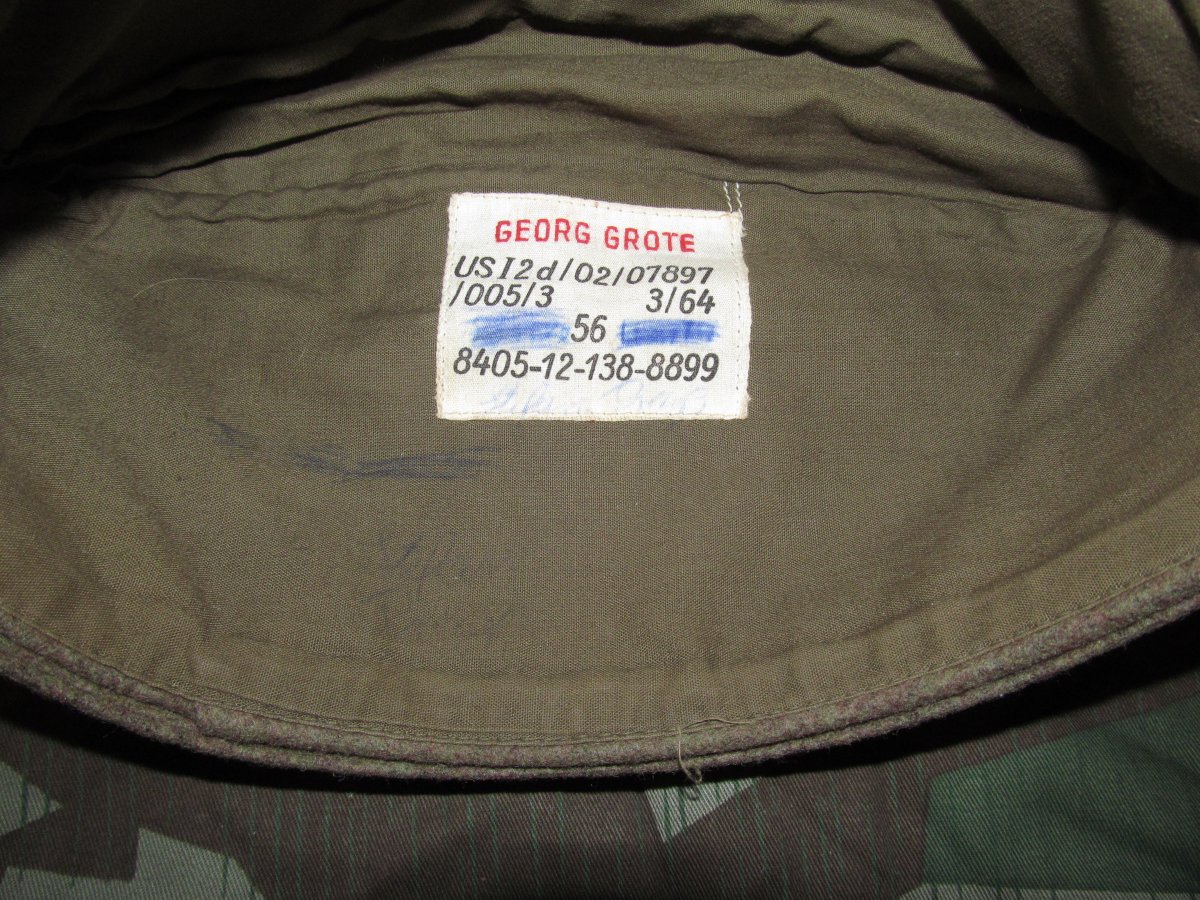 GEORG GROTE
USI2d/02/07897
/005/3 3/64
56
8405-12-138-8899